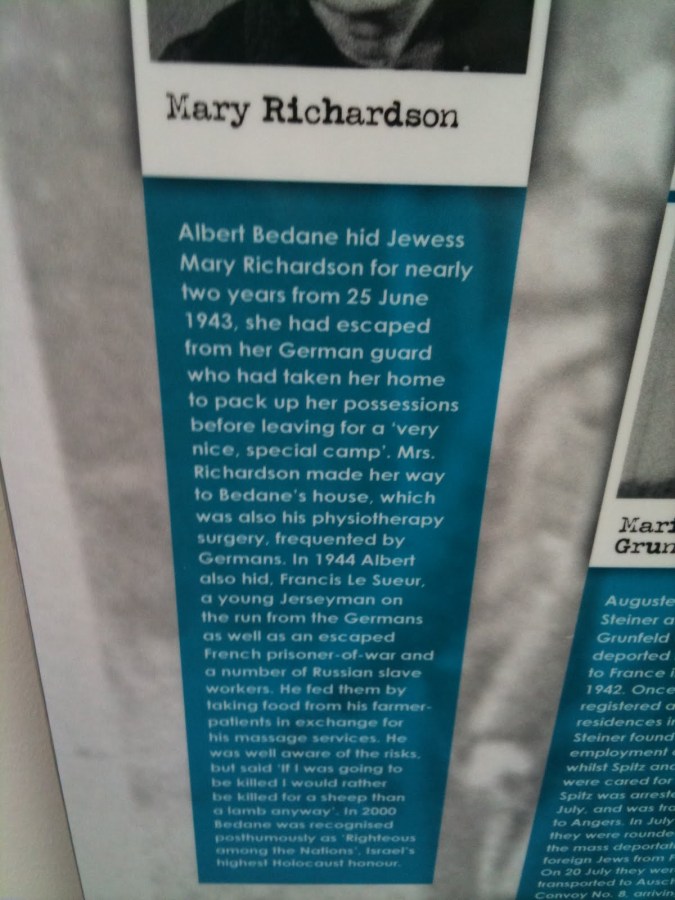 Mary Richardson
Albert Bedane hid Jewess
Mary Richardson for nearly
two years from 25 June
1943, she had escaped
from her German guard
who had taken her home
to pack up her possessions
before leaving for a 'very
nice, special camp'. Mrs.
Richardson made her way
to Bedane's house, which
was also his physiotherapy
surgery, frequented by
Germans. In 1944 Albert
also hid, Francis Le Sueur,
a young Jerseyman on
the run from the Germans
as well as an escaped
French prisoner-of-war and
a number of Russian slave
workers. He fed them by
taking food from his farmer-
patients in exchange for
his massage services. He
was well aware of the risks,
but said 'If I was going to
be killed I would rather
be killed for a sheep than
a lamb anyway'. In 2000
Bedane was recognised
posthumously as 'Righteous
among the Nations', Israel's
highest Holocaust honour.
Mari
Grun
Auguste
Steiner a
Grunfeld
deported
to France i
1942. Once
registered a
residences in
Steiner found
employment
whilst Spitz and
were cared for
Spitz was arreste
July, and was tra
to Angers. In July
they were rounde
the mass deportat
foreign Jews from F
On 20 July they were
transported to Ausch
Convoy No. 8, arrivin